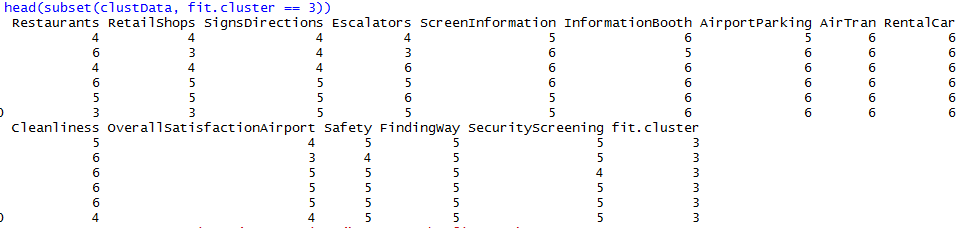 head(subset(clustData, fit.cluster == 3))
Restaurants RetailShops SignsDirections Escalators ScreenInformation InformationBooth AirportParking AirTran RentalCar
4 4 4 4 5 6 5 6 6
6 3 4 3 6 5 6 6 6
4 4 4 6 6 6 6 6 6
6 5 5 5 6 6 6 6 6
5 5 5 6 5 6 6 6 6
0 3 3 5 5 5 6 6 6 6
Cleanliness OverallSatisfactionAirport Safety FindingWay SecurityScreening fit.cluster
5 4 5 5 5 3
6 3 4 5 5 3
6 5 5 5 4 3
6 5 5 5 5 3
6 5 5 5 5 3
0 4 4 5 5 5 3